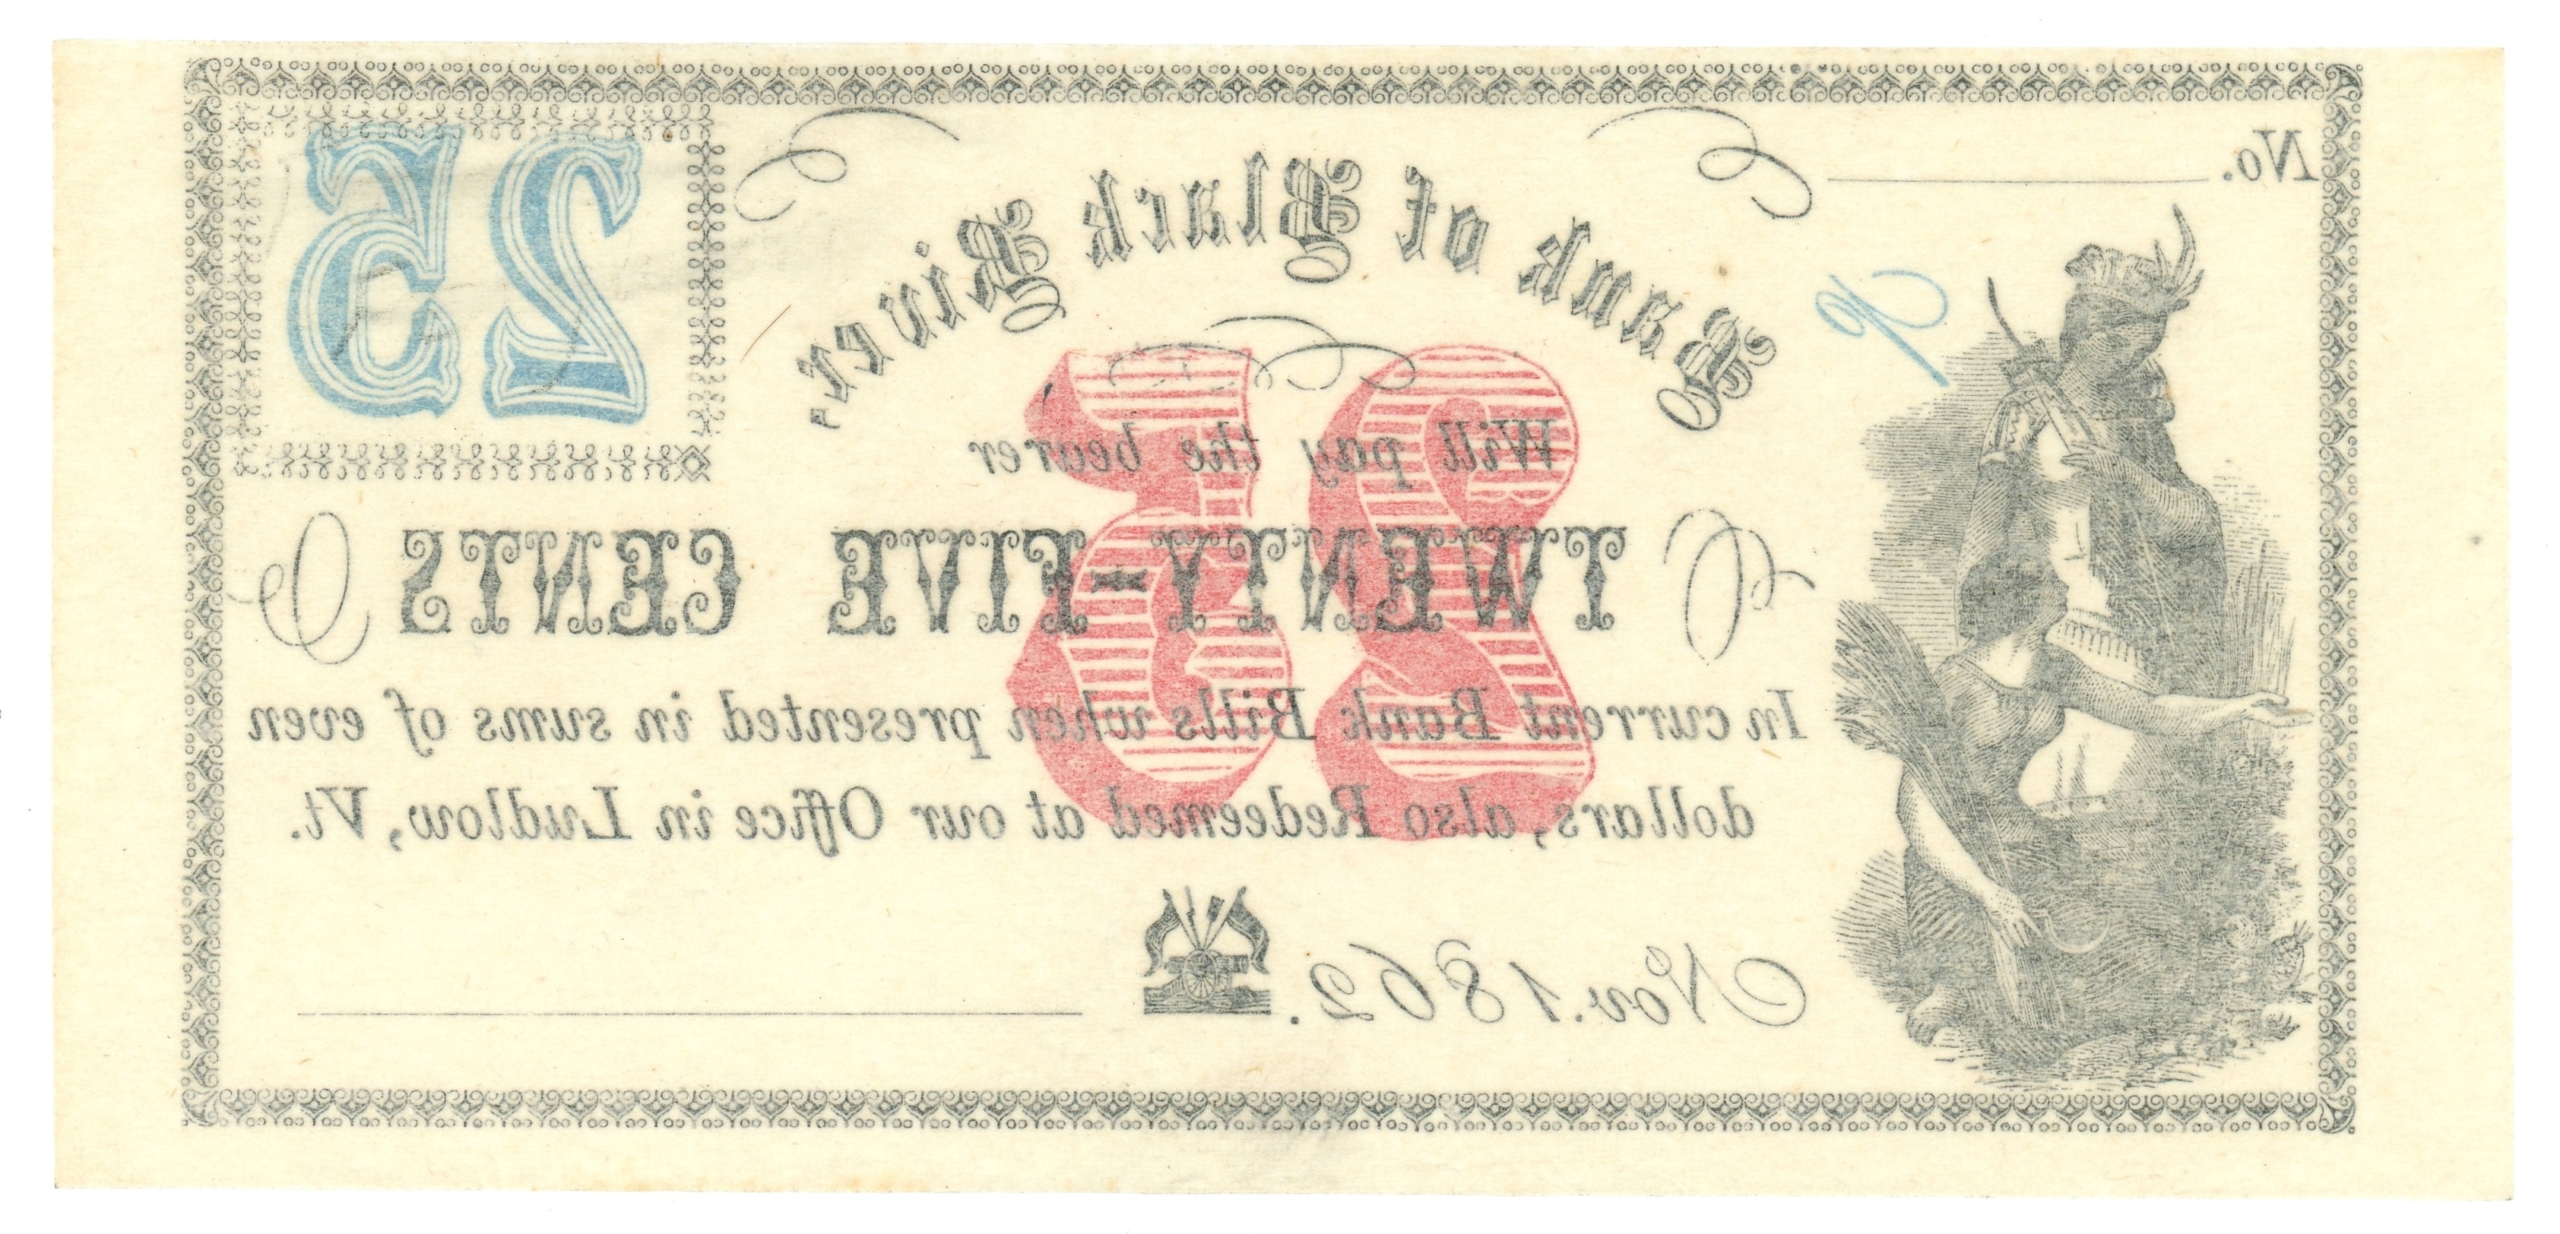 No.
25
Bank of Black River,
25
Will pay the bearer
TWENTY-FIVE CENTS
In current Bank Bills when presented in sums of even
dollars, also Redeemed at our Office in Ludlow, Vt.
Nov. 1862.